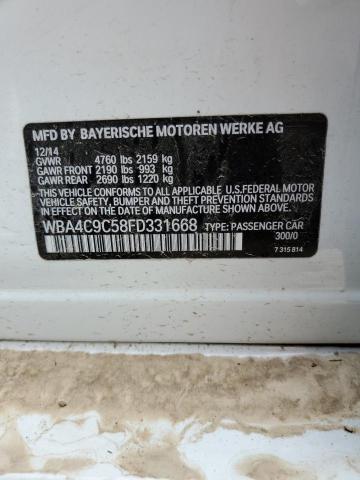 MFD BY BAYERISCHE MOTOREN WERKE AG
12/14
GVWR 4760 lbs 2159 kg
GAWR FRONT 2190 lbs 993 kg
GAWR REAR 2690 lbs 1220 kg
THIS VEHICLE CONFORMS TO ALL APPLICABLE U.S.FEDERAL MOTOR
VEHICLE SAFETY, BUMPER, AND THEFT PREVENTION
STANDARDS IN EFFECT ON THE DATE OF MANUFACTURE SHOWN ABOVE.
WBA4C9C58FD331668 TYPE: PASSENGER CAR
300/0
7 315 814